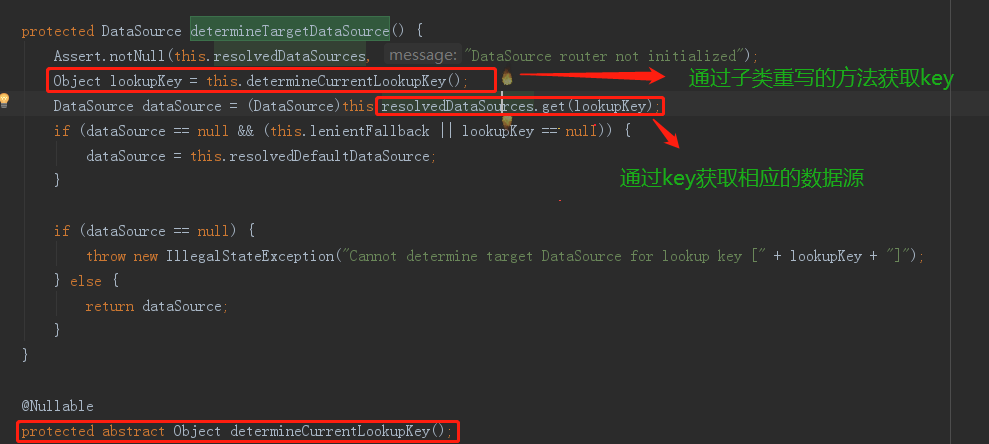 protected DataSource determineTargetDataSource() {
Assert.notNull(this.resolvedDataSources, message: "DataSource router not initialized");
Object lookupKey = this.determineCurrentLookupKey();
通过子类重写的方法获取key
DataSource dataSource = (DataSource)this.resolvedDataSources.get(lookupKey);
if (dataSource == null && (this.lenientFallback || lookupKey == null)) {
dataSource = this.resolvedDefaultDataSource;
通过key获取相应的数据源
}
if (dataSource == null) {
throw new IllegalStateException("Cannot determine target DataSource for lookup key [" + lookupKey + "]");
} else {
return dataSource;
}
}
@Nullable
protected abstract Object determineCurrentLookupKey();